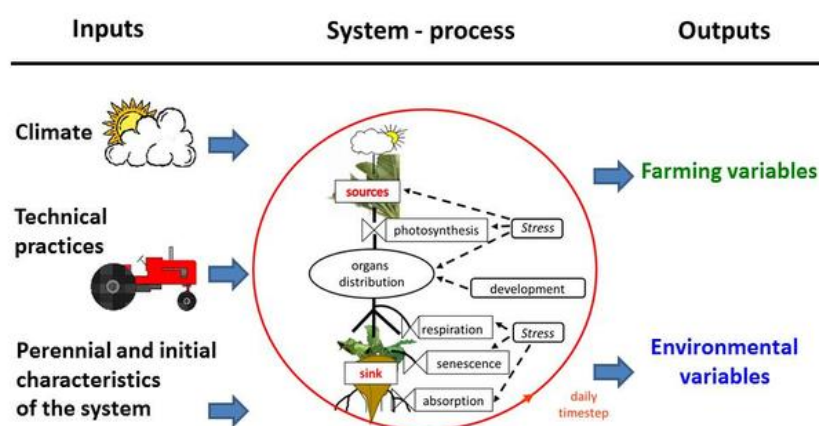 Inputs
System - process
Outputs
Climate
Technical
practices
Perennial and initial
characteristics
of the system
sources
photosynthesis
Stress
organs
distribution
development
respiration
Stress
senescence
sink
absorption
daily
timestep
Farming variables
Environmental
variables